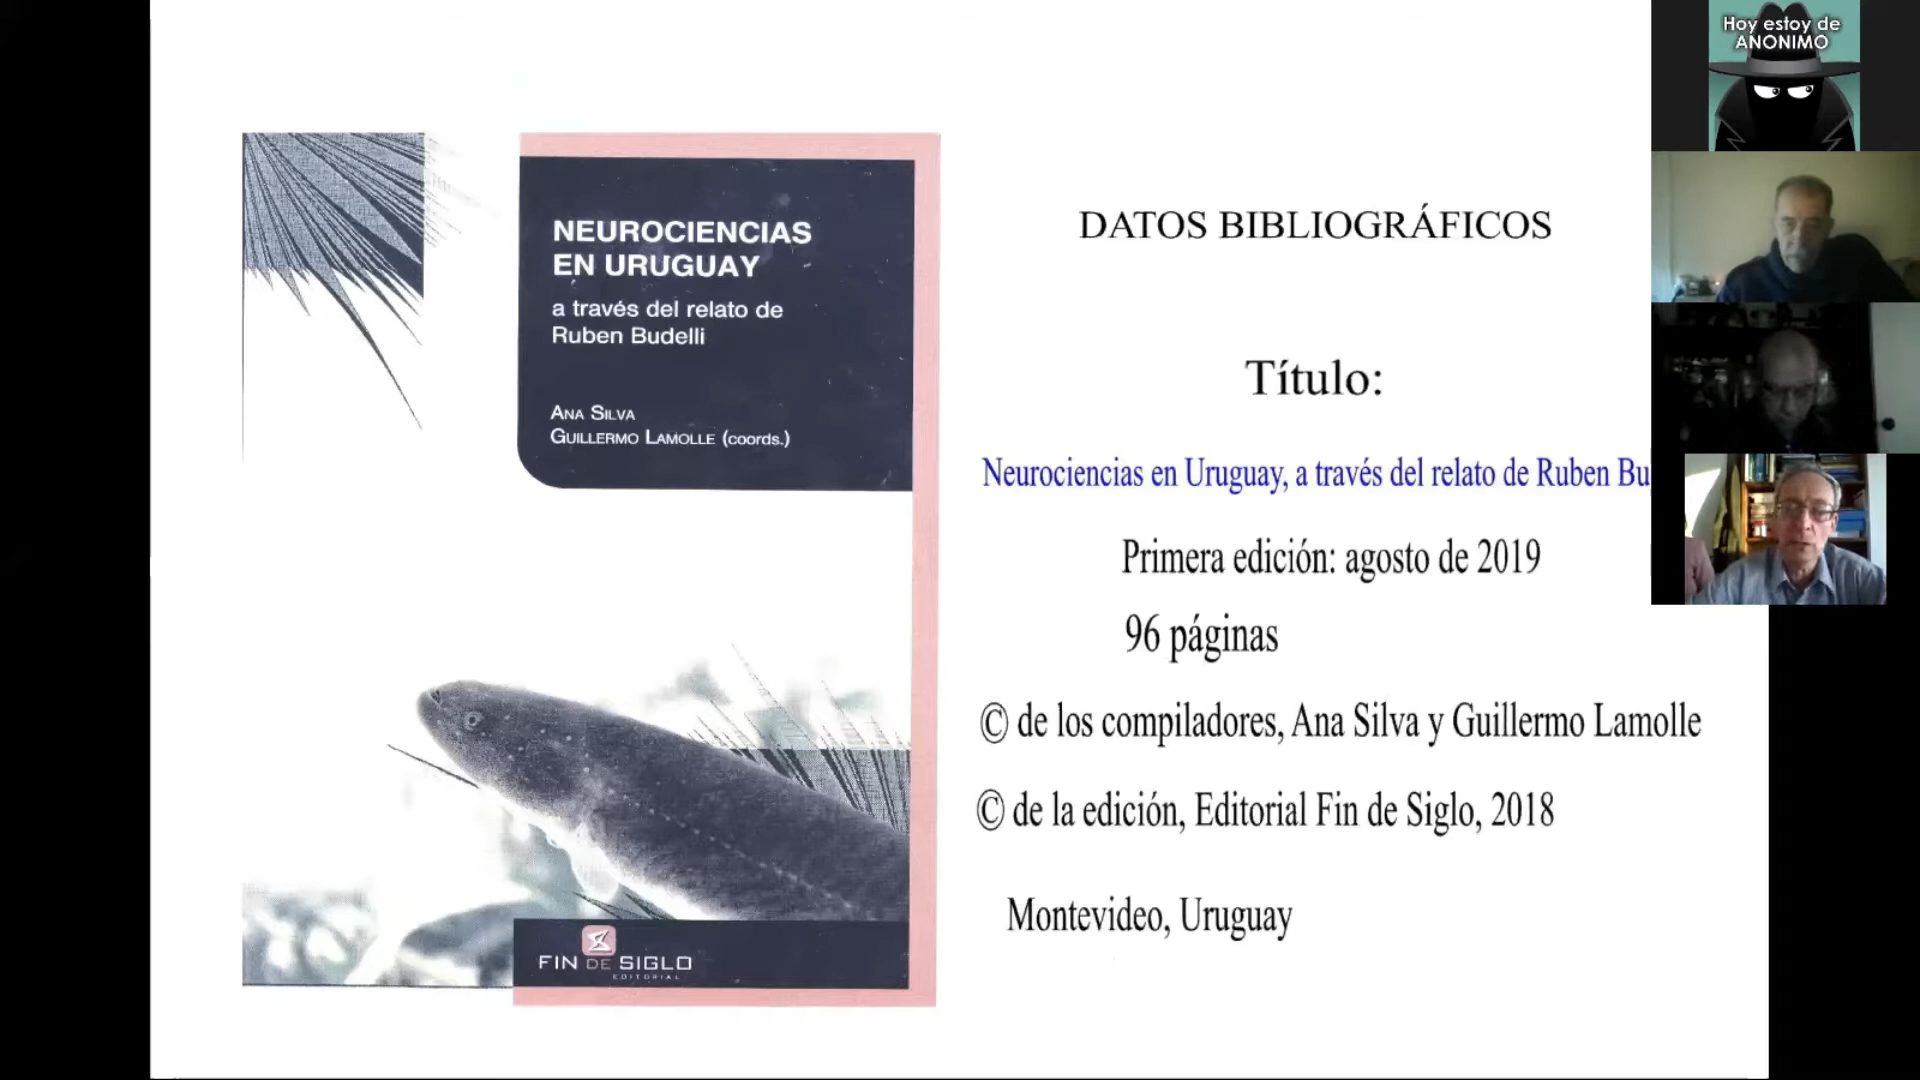 NEUROCIENCIAS
EN URUGUAY
a través del relato de
Ruben Budelli
ANA SILVA
GUILLERMO LAMOLLE (coords.)
FIN DE SIGLO
EDITORIAL
DATOS BIBLIOGRÁFICOS
Título:
Neurociencias en Uruguay, a través del relato de Ruben Bu
Primera edición: agosto de 2019
96 páginas
© de los compiladores, Ana Silva y Guillermo Lamolle
© de la edición, Editorial Fin de Siglo, 2018
Montevideo, Uruguay
Hoy estoy de
ANONIMO